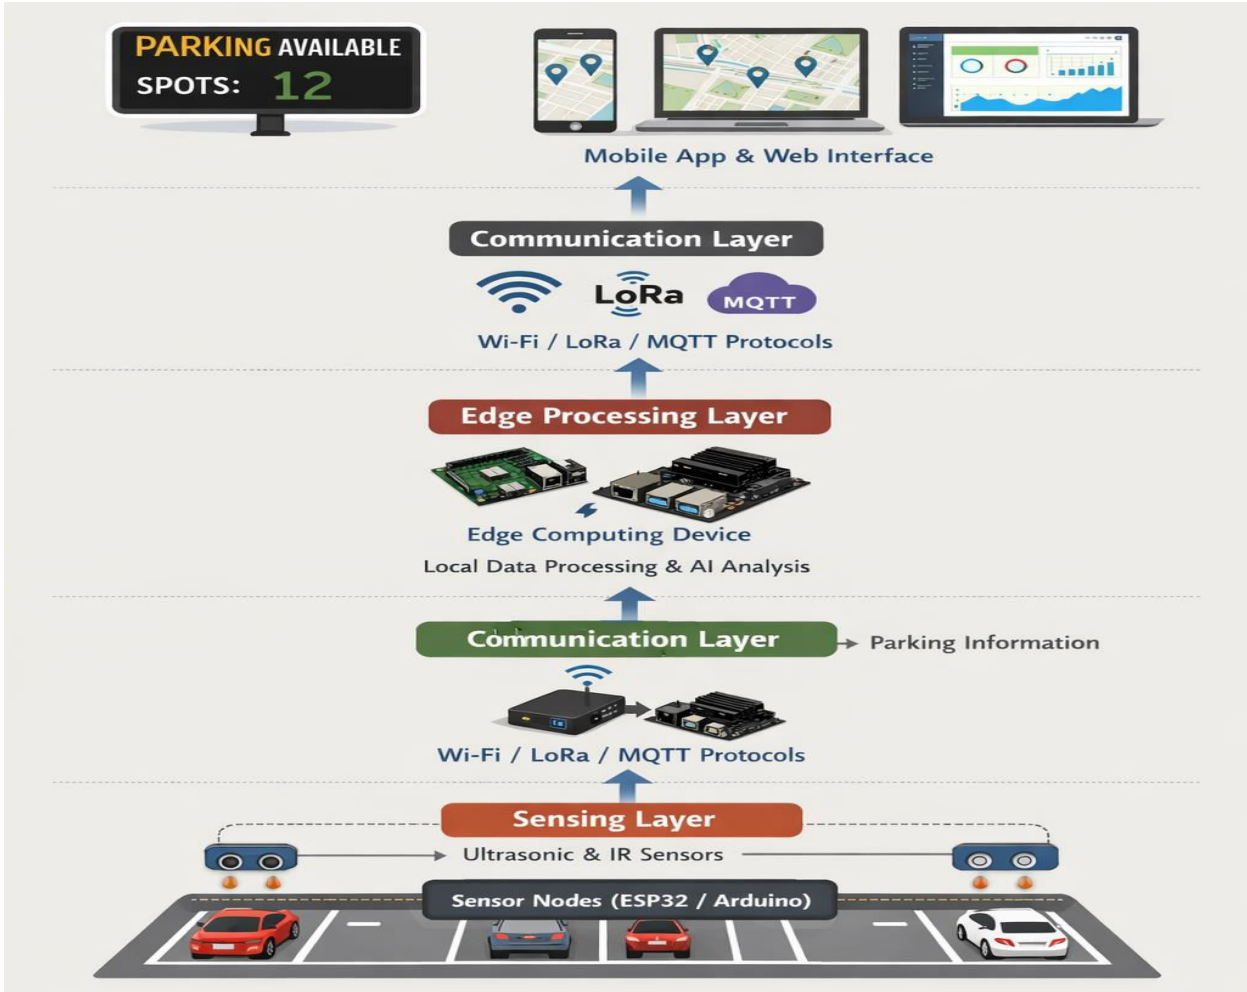 PARKING AVAILABLE
SPOTS: 12
Mobile App & Web Interface
Communication Layer
LoRa
MQTT
Wi-Fi / LoRa / MQTT Protocols
Edge Processing Layer
Edge Computing Device
Local Data Processing & AI Analysis
Communication Layer
Parking Information
Wi-Fi / LoRa / MQTT Protocols
Sensing Layer
Ultrasonic & IR Sensors
Sensor Nodes (ESP32 / Arduino)